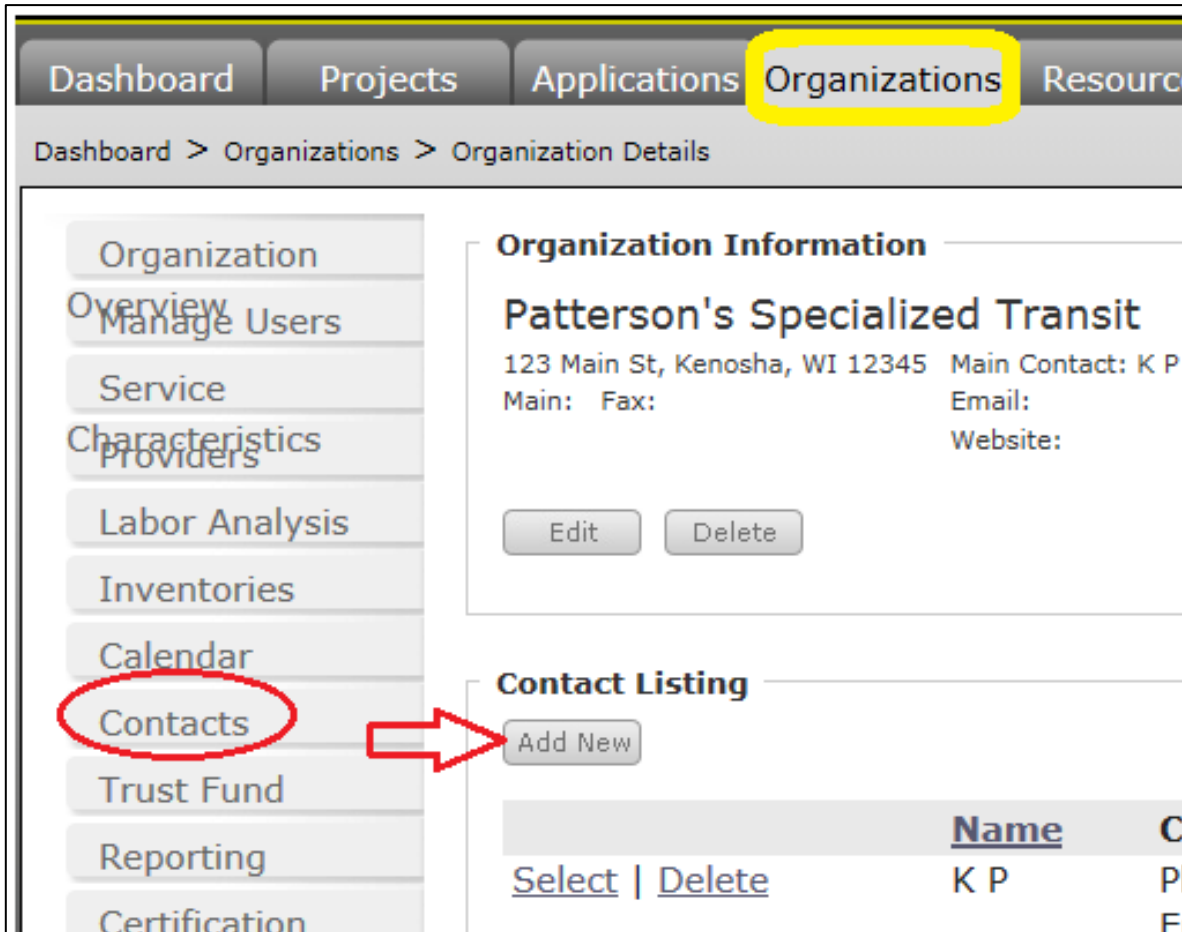 Dashboard Projects Applications Organizations
Dashboard > Organizations > Organization Details
Organization
Overview
Manage Users
Service
Characteristics
Providers
Labor Analysis
Inventories
Calendar
Contacts
Trust Fund
Reporting
Certification
Organization Information
Patterson's Specialized Transit
123 Main St, Kenosha, WI 12345 Main Contact: K P
Main: Fax: Email:
Website:
Edit Delete
Contact Listing
Add New
Name
Select | Delete K P